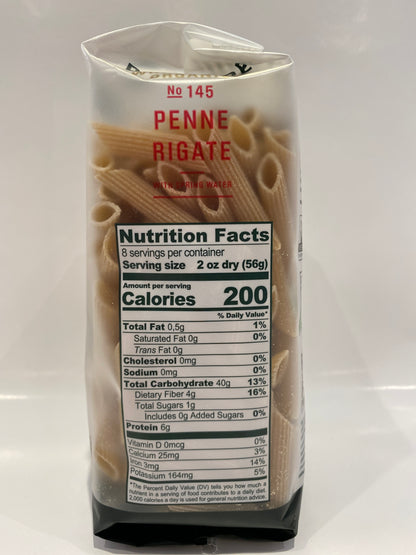 No 145
PENNE
RIGATE
WITH SPRING WATER
Nutrition Facts
8 servings per container
Serving size 2 oz dry (56g)
Amount per serving
Calories 200
% Daily Value*
Total Fat 0,5g 1%
Saturated Fat 0g 0%
Trans Fat 0g
Cholesterol 0mg 0%
Sodium 0mg 0%
Total Carbohydrate 40g 13%
Dietary Fiber 4g 16%
Total Sugars 1g
Includes 0g Added Sugars 0%
Protein 6g
Vitamin D 0mcg 0%
Calcium 25mg 3%
Iron 3mg 14%
Potassium 164mg 5%
*The Percent Daily Value (DV) tells you how much a
nutrient in a serving of food contributes to a daily diet.
2,000 calories a day is used for general nutrition advice.